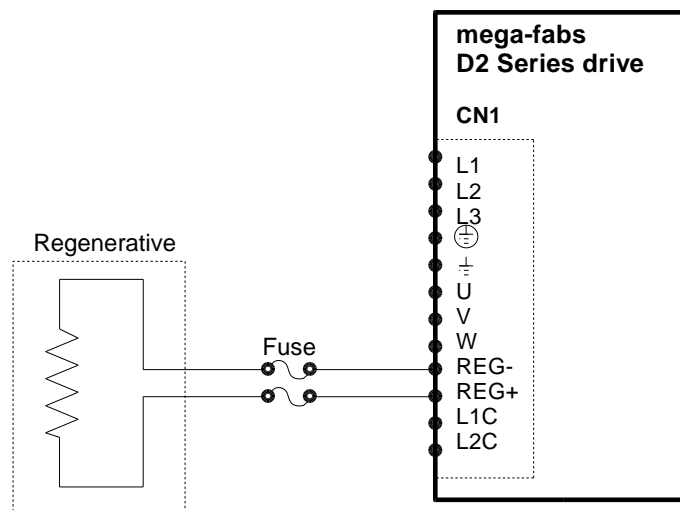 mega-fabs
D2 Series drive
CN1
L1
L2
L3
Regenerative
U
V
W
Fuse
REG-
REG+
L1C
L2C